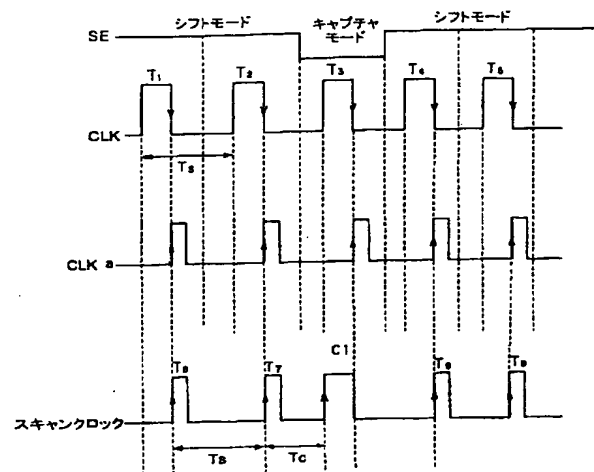 シフトモード
キャプチャ
モード
シフトモード
SE
T1
T2
T3
T4
T5
CLK
Ts
CLK a
C1
T6
T7
T8
T9
スキャンクロック
Ts
Tc